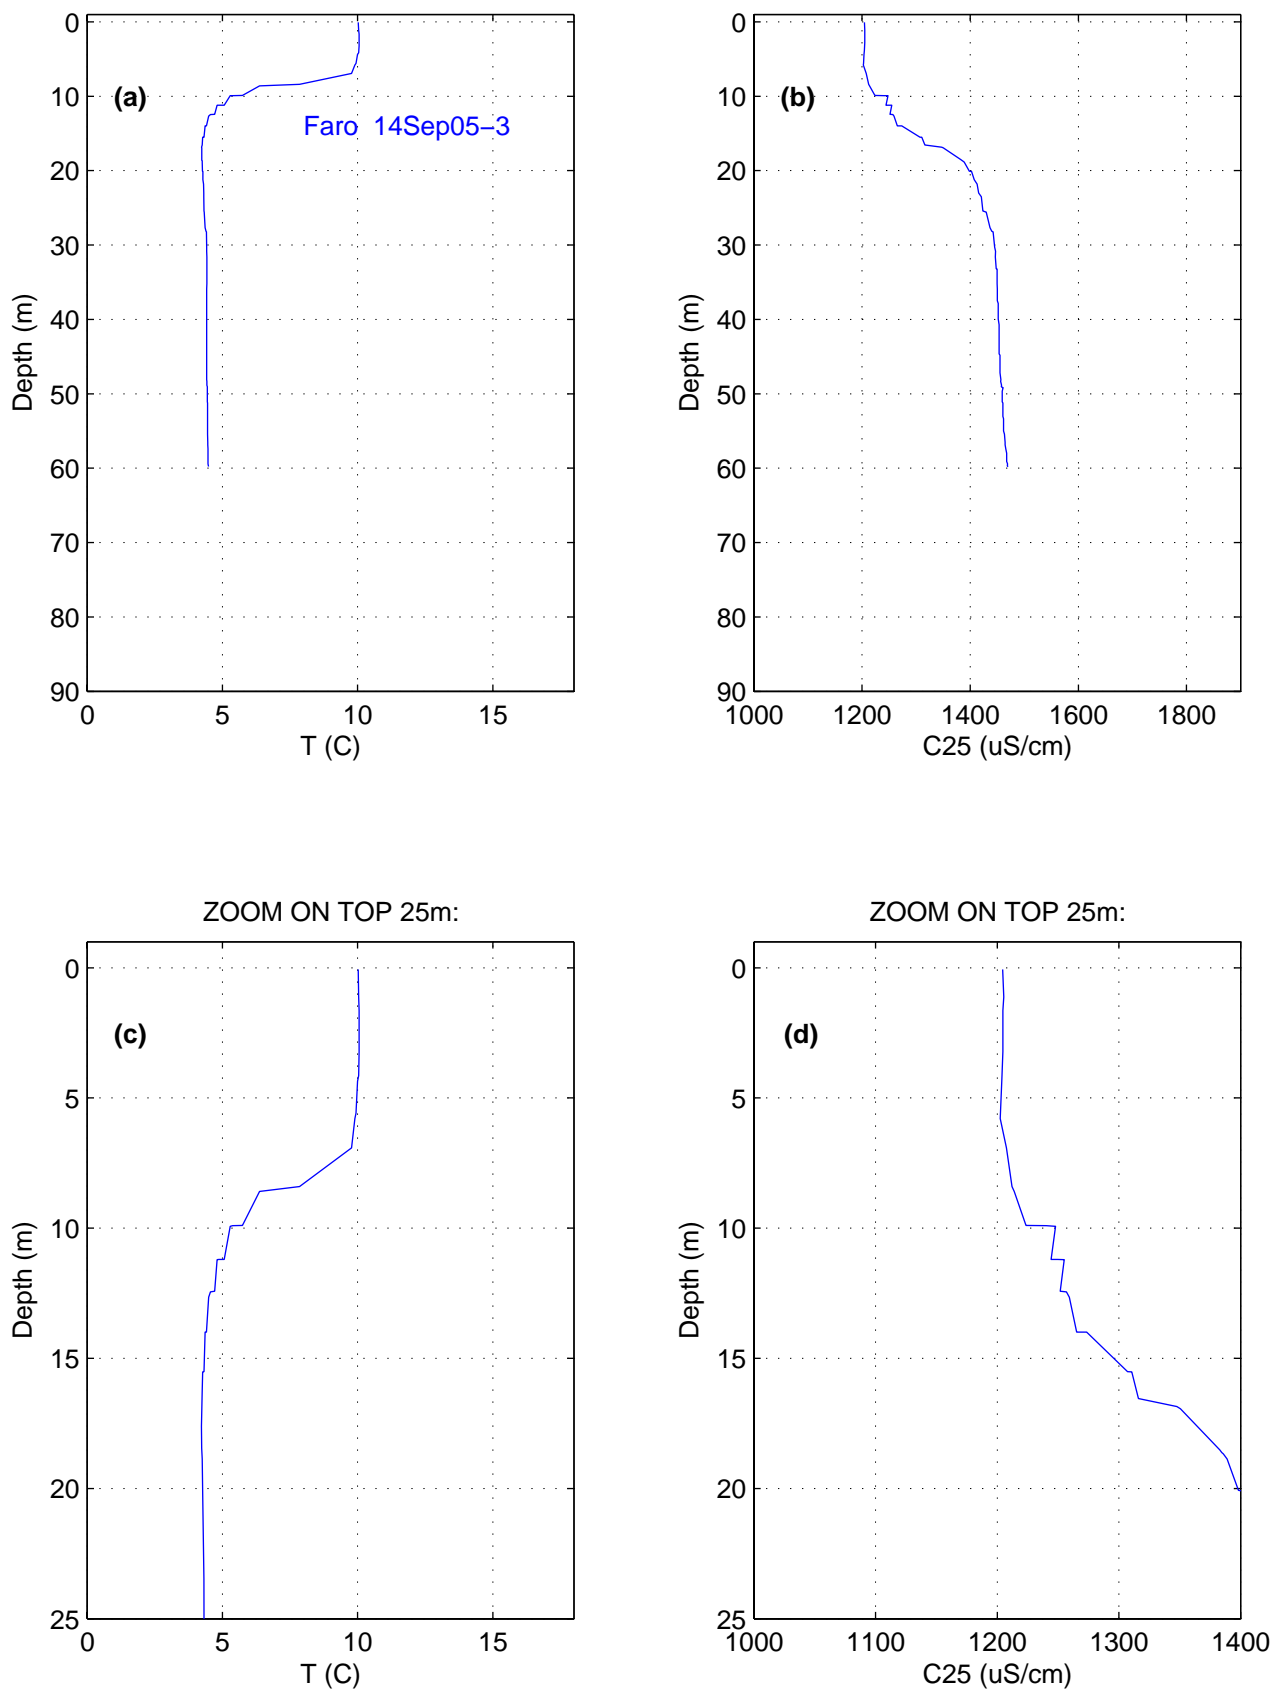 0
10
20
30
40
50
60
70
80
90
0 5 10 15
T (C)
Depth (m)
(a)
Faro 14Sep05−3
0
10
20
30
40
50
60
70
80
90
1000 1200 1400 1600 1800
C25 (uS/cm)
Depth (m)
(b)
ZOOM ON TOP 25m:
0
5
10
15
20
25
0 5 10 15
T (C)
Depth (m)
(c)
ZOOM ON TOP 25m:
0
5
10
15
20
25
1000 1100 1200 1300 1400
C25 (uS/cm)
Depth (m)
(d)